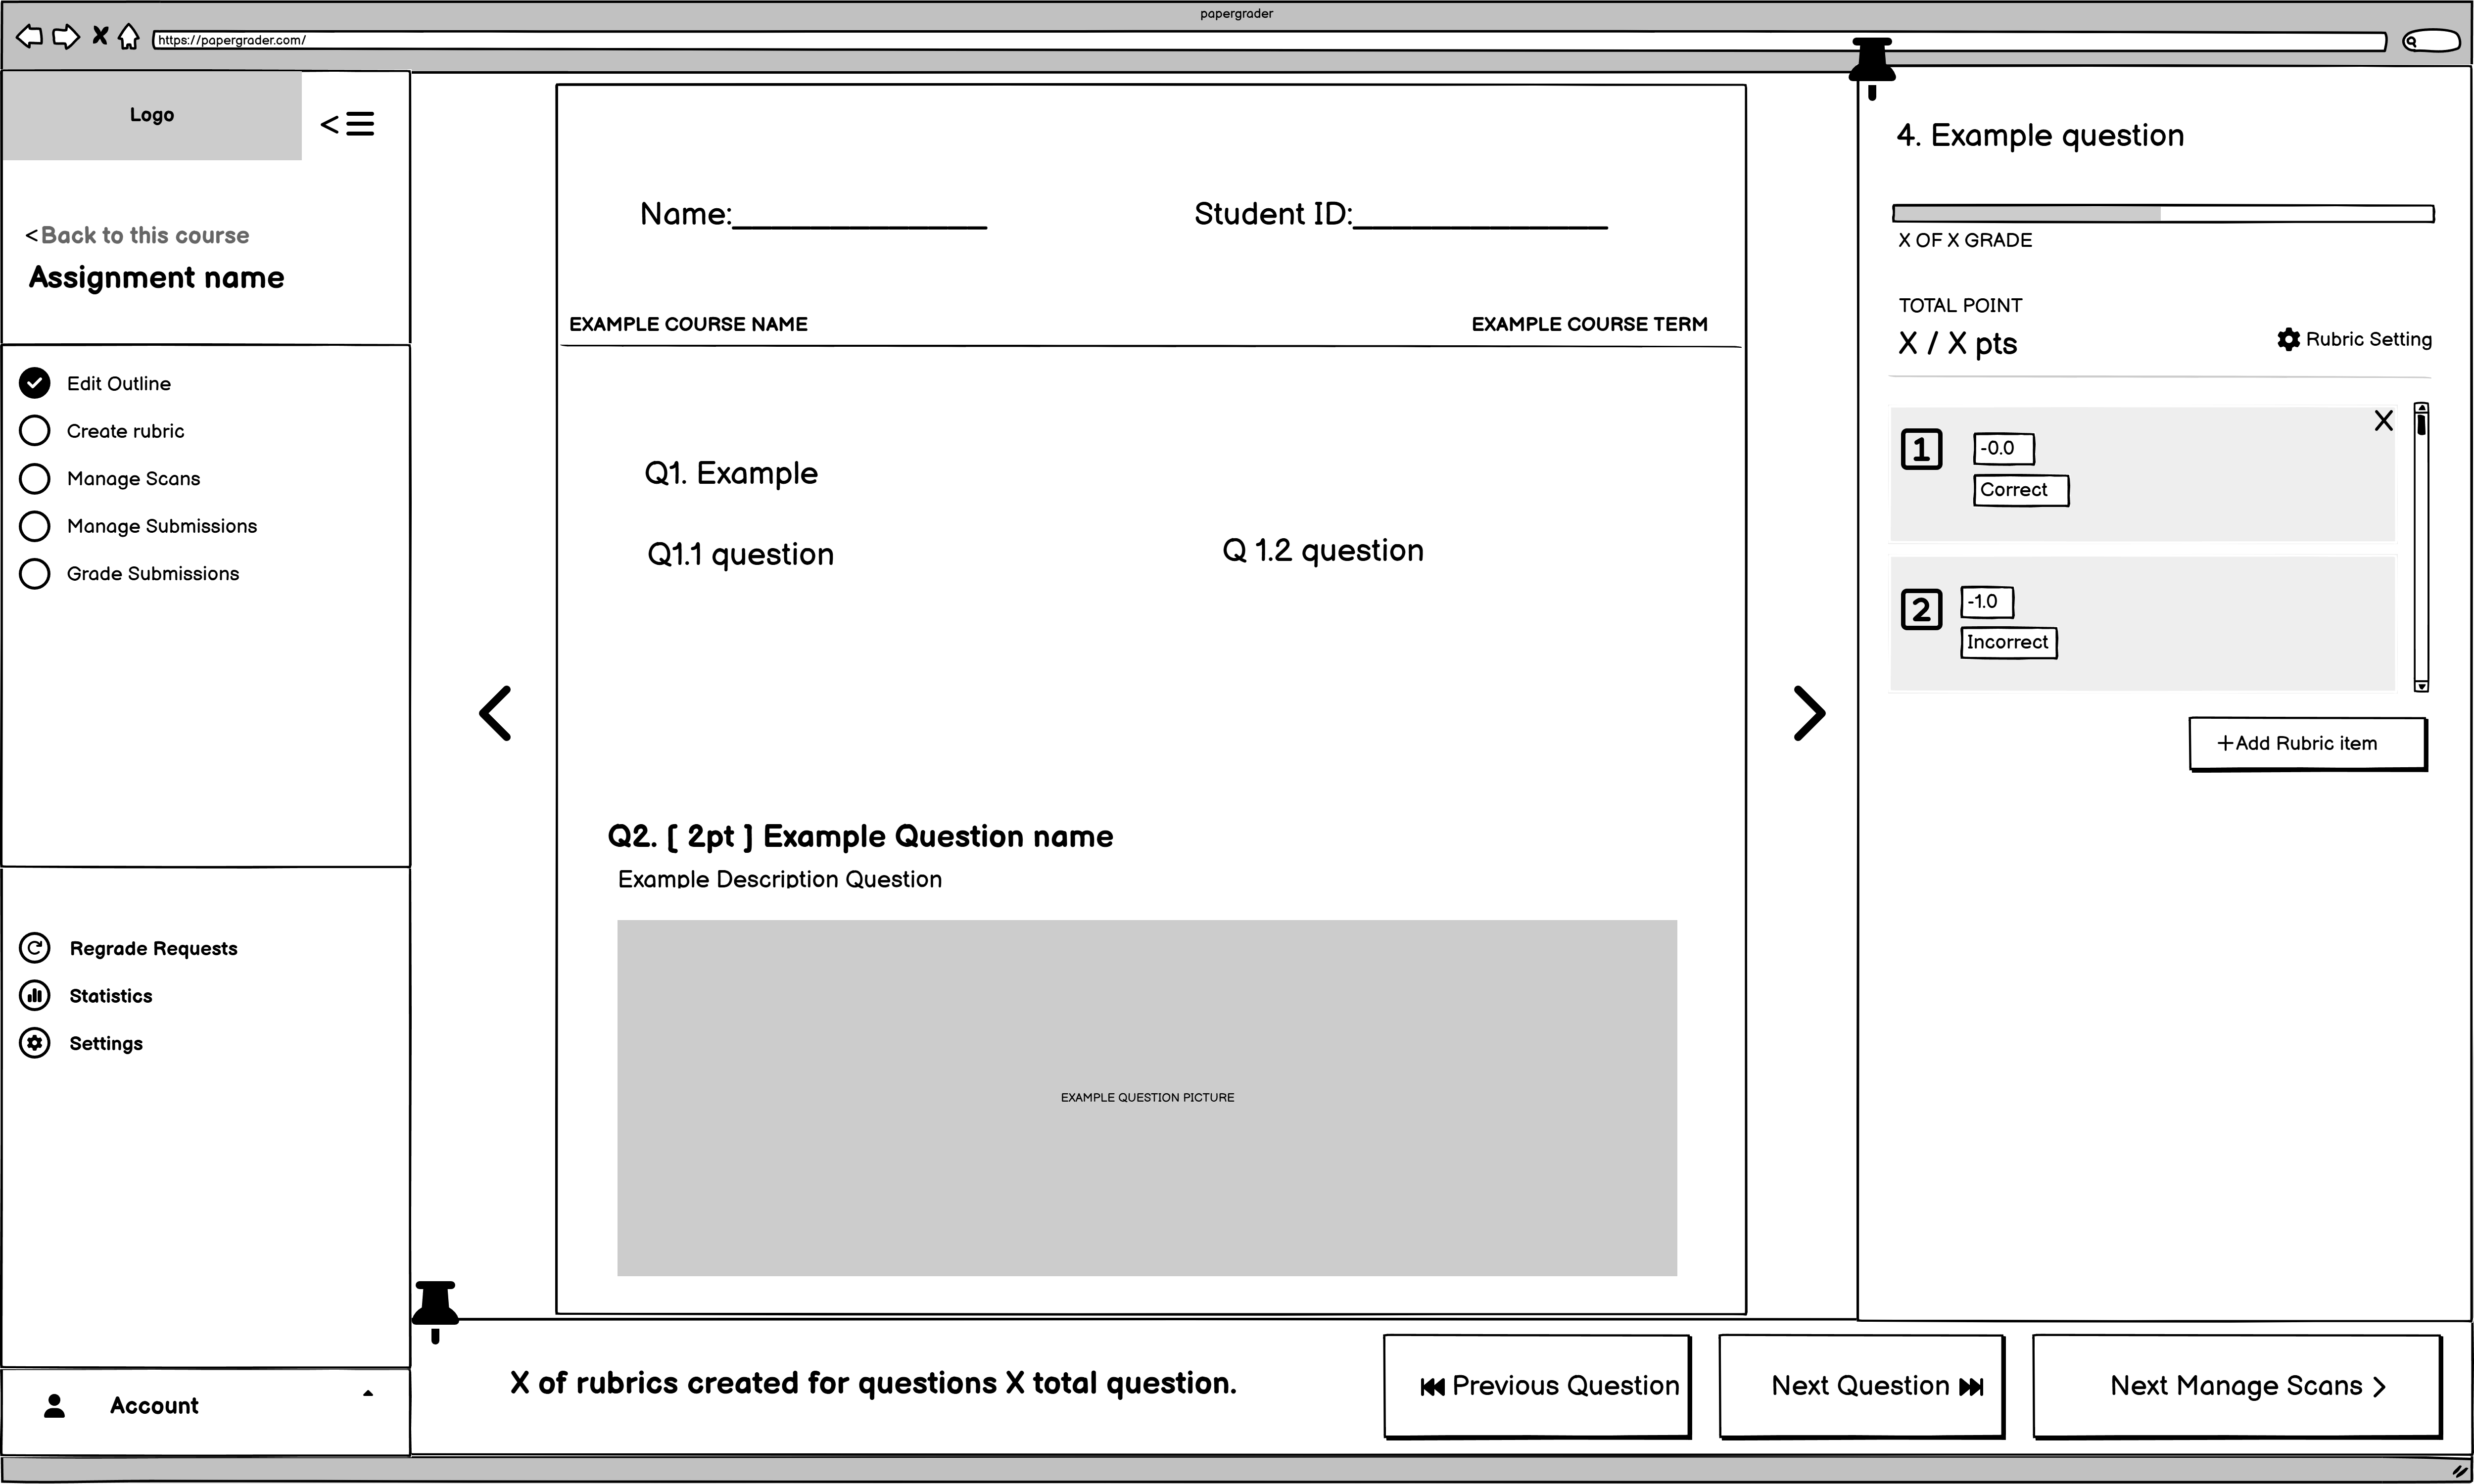 papergrader
https://papergrader.com/
Logo
<
<Back to this course
Assignment name
Edit Outline
Create rubric
Manage Scans
Manage Submissions
Grade Submissions
Regrade Requests
Statistics
Settings
Account
Name:____________ Student ID:____________
EXAMPLE COURSE NAME EXAMPLE COURSE TERM
Q1. Example
Q1.1 question Q 1.2 question
Q2. [ 2pt ] Example Question name
Example Description Question
EXAMPLE QUESTION PICTURE
4. Example question
X OF X GRADE
TOTAL POINT
X / X pts Rubric Setting
X
1 -0.0
Correct
2 -1.0
Incorrect
+Add Rubric item
X of rubrics created for questions X total question.
Previous Question
Next Question
Next Manage Scans >